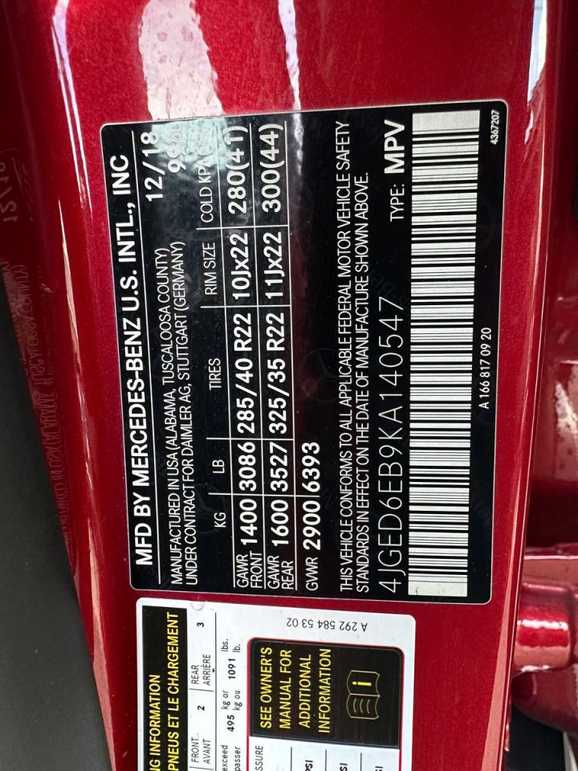 MFD BY MERCEDES-BENZ U.S. INTL., INC
12/18
MANUFACTURED IN USA (ALABAMA, TUSCALOOSA COUNTY)
UNDER CONTRACT FOR DAIMLER AG, STUTTGART (GERMANY)
KG LB TIRES RIM SIZE COLD KPA
GAWR FRONT 1400 3086 285/40 R22 10Jx22 280(41)
GAWR REAR 1600 3527 325/35 R22 11Jx22 300(44)
GVWR 2900 6393
THIS VEHICLE CONFORMS TO ALL APPLICABLE FEDERAL MOTOR VEHICLE SAFETY
STANDARDS IN EFFECT ON THE DATE OF MANUFACTURE SHOWN ABOVE.
4JGED6EB9KA140547 TYPE: MPV
A 166 817 09 20
4367207
INFORMATION
PNEUS ET LE CHARGEMENT
FRONT 2 REAR 3
AVANT ARRIÈRE
exceed 495 kg or 1091 lbs.
kg ou lb.
SEE OWNER'S
MANUAL FOR
ADDITIONAL
INFORMATION
A 292 584 53 02